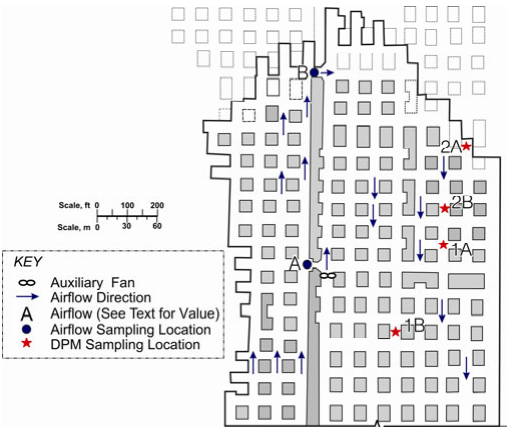 B
2A
2B
Scale, ft 0 100 200
Scale, m 0 30 60
1A
A
KEY
Auxiliary Fan
Airflow Direction
A Airflow (See Text for Value)
Airflow Sampling Location
DPM Sampling Location
1B